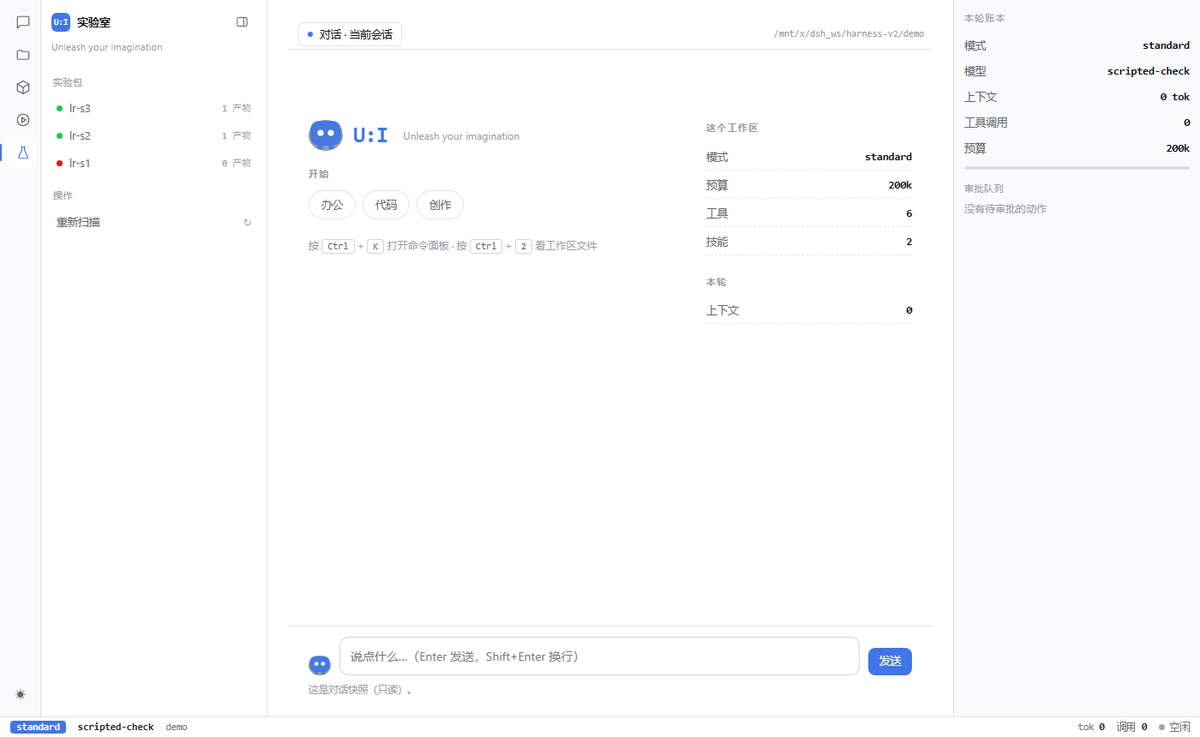 U:I 实验室
Unleash your imagination
实验包
lr-s3 1 产物
lr-s2 1 产物
lr-s1 0 产物
操作
重新扫描 ↻
对话 · 当前会话 /mnt/x/dsh_ws/harness-v2/demo
U:I Unleash your imagination
开始
办公 代码 创作
按 Ctrl + K 打开命令面板 · 按 Ctrl + 2 看工作区文件
这个工作区
模式 standard
预算 200k
工具 6
技能 2
本轮
上下文 0
说点什么…（Enter 发送，Shift+Enter 换行）
发送
这是对话快照（只读）。
本轮账本
模式 standard
模型 scripted-check
上下文 0 tok
工具调用 0
预算 200k
审批队列
没有待审批的动作
standard scripted-check demo tok 0 调用 0 空闲